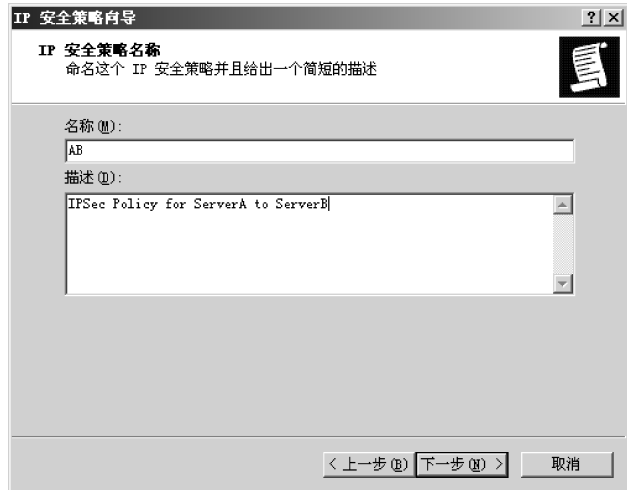 IP 安全策略向导
IP 安全策略名称
命名这个 IP 安全策略并且给出一个简短的描述
名称(M):
AB
描述(D):
IPSec Policy for ServerA to ServerB
< 上一步(B) 下一步(N) > 取消